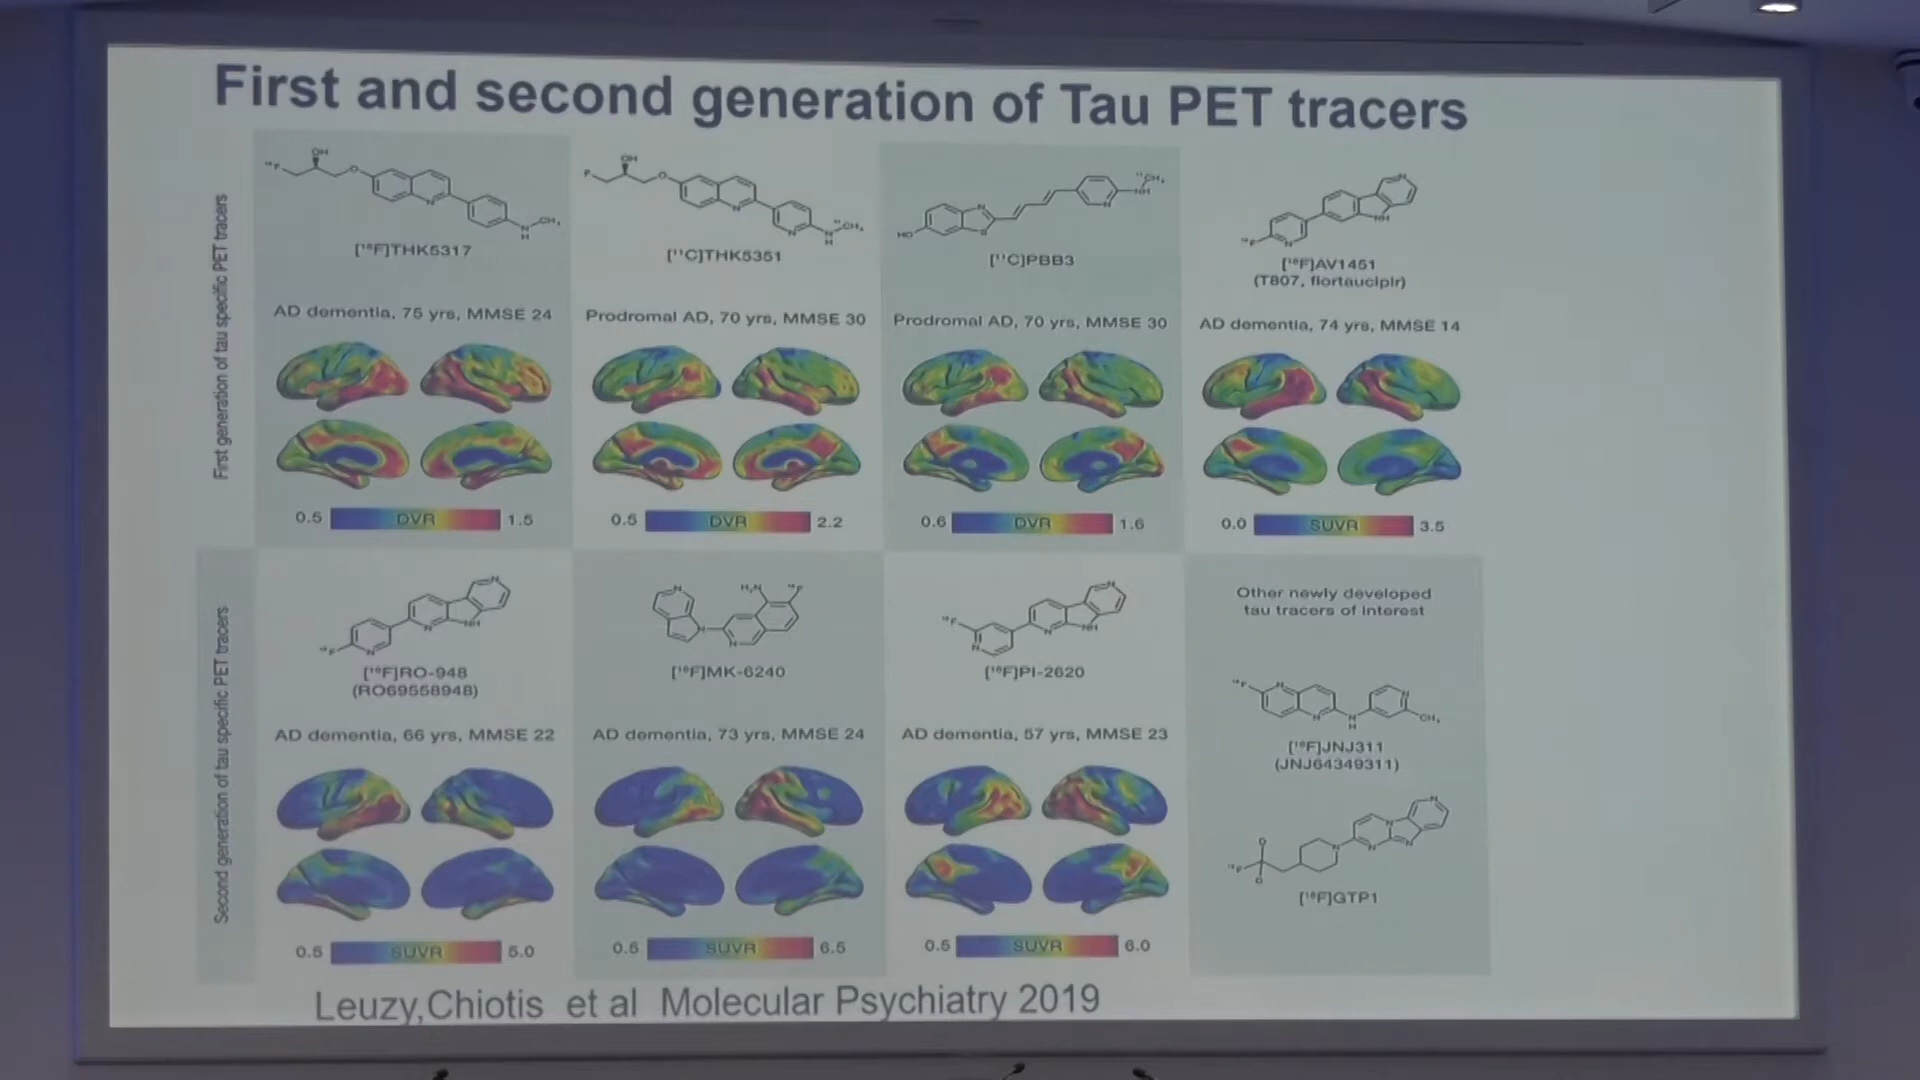 First and second generation of Tau PET tracers
First generation of tau specific PET tracers
[¹⁸F]THK5317
[¹¹C]THK5351
[¹¹C]PBB3
[¹⁸F]AV1451
(T807, flortaucipir)
AD dementia, 75 yrs, MMSE 24
Prodromal AD, 70 yrs, MMSE 30
Prodromal AD, 70 yrs, MMSE 30
AD dementia, 74 yrs, MMSE 14
0.5 DVR 1.5
0.5 DVR 2.2
0.6 DVR 1.6
0.0 SUVR 3.5
Second generation of tau specific PET tracers
[¹⁸F]RO-948
(RO69558948)
[¹⁸F]MK-6240
[¹⁸F]PI-2620
Other newly developed
tau tracers of interest
AD dementia, 66 yrs, MMSE 22
AD dementia, 73 yrs, MMSE 24
AD dementia, 57 yrs, MMSE 23
[¹⁸F]JNJ311
(JNJ64349311)
[¹⁸F]GTP1
0.5 SUVR 5.0
0.5 SUVR 6.5
0.5 SUVR 6.0
Leuzy,Chiotis et al Molecular Psychiatry 2019